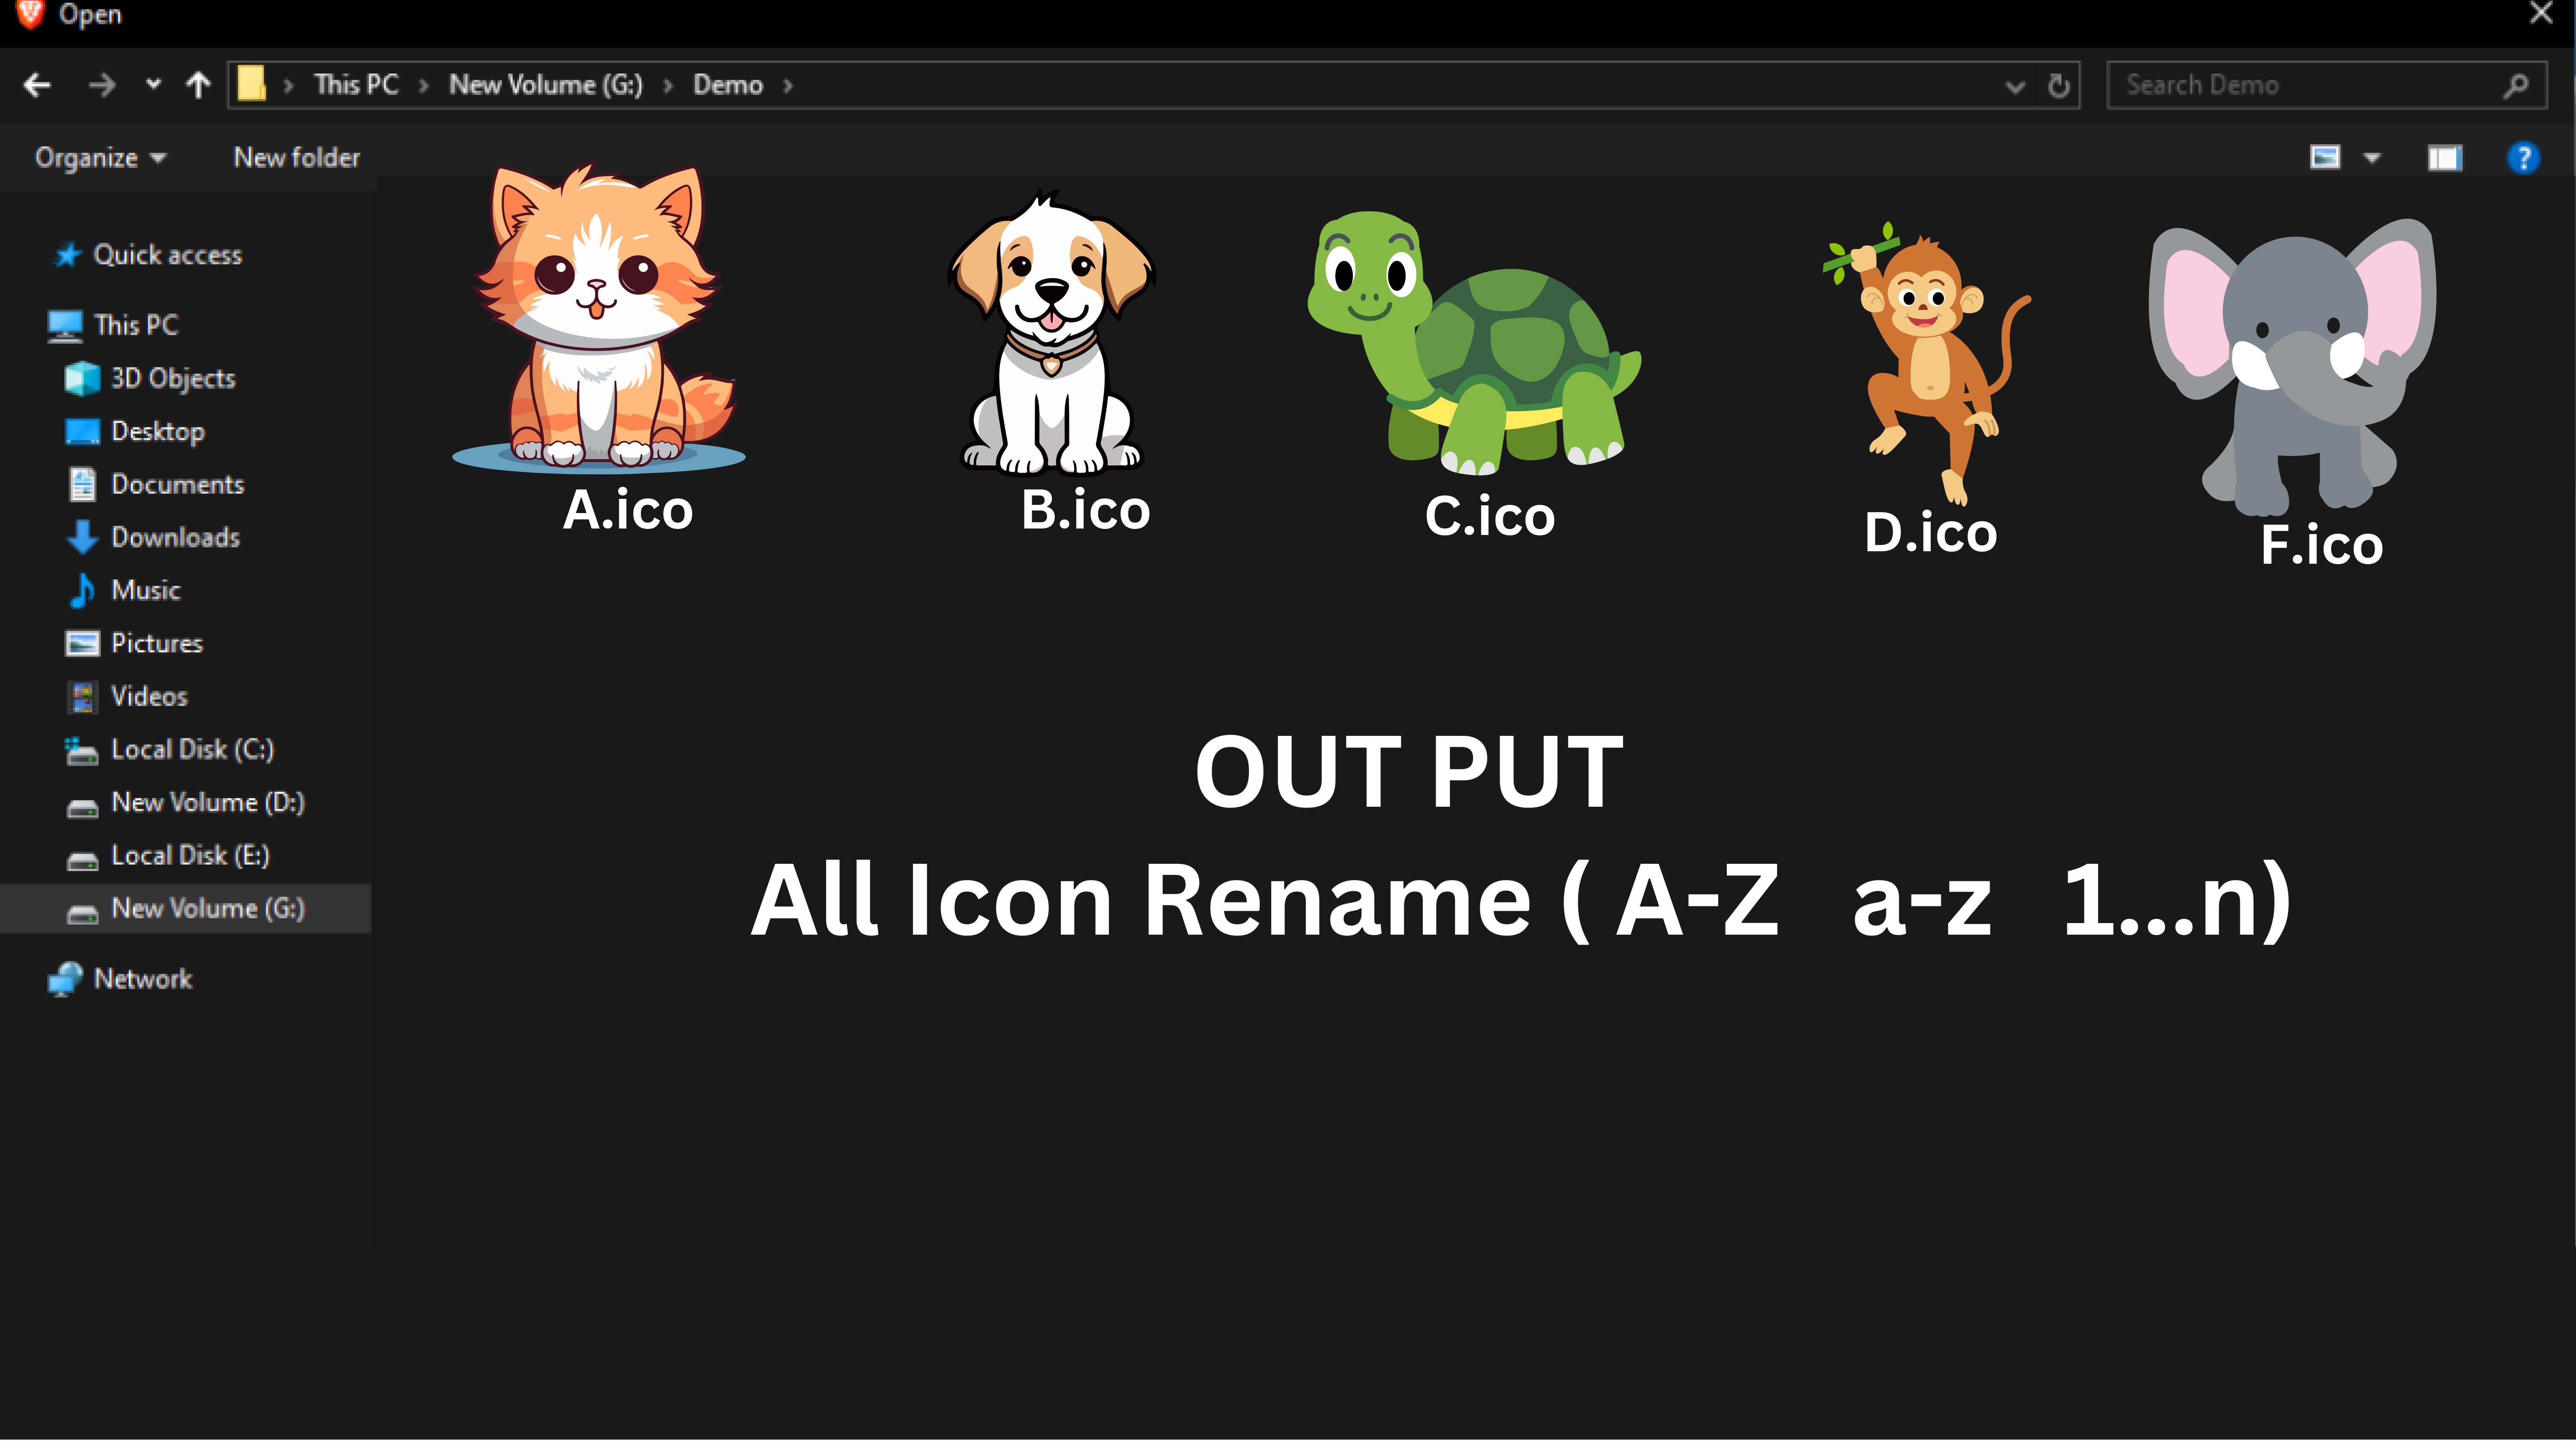 Open
This PC > New Volume (G:) > Demo >
Search Demo
Organize
New folder
Quick access
This PC
3D Objects
Desktop
Documents
Downloads
Music
Pictures
Videos
Local Disk (C:)
New Volume (D:)
Local Disk (E:)
New Volume (G:)
Network
A.ico
B.ico
C.ico
D.ico
F.ico
OUT PUT
All Icon Rename ( A-Z a-z 1...n)